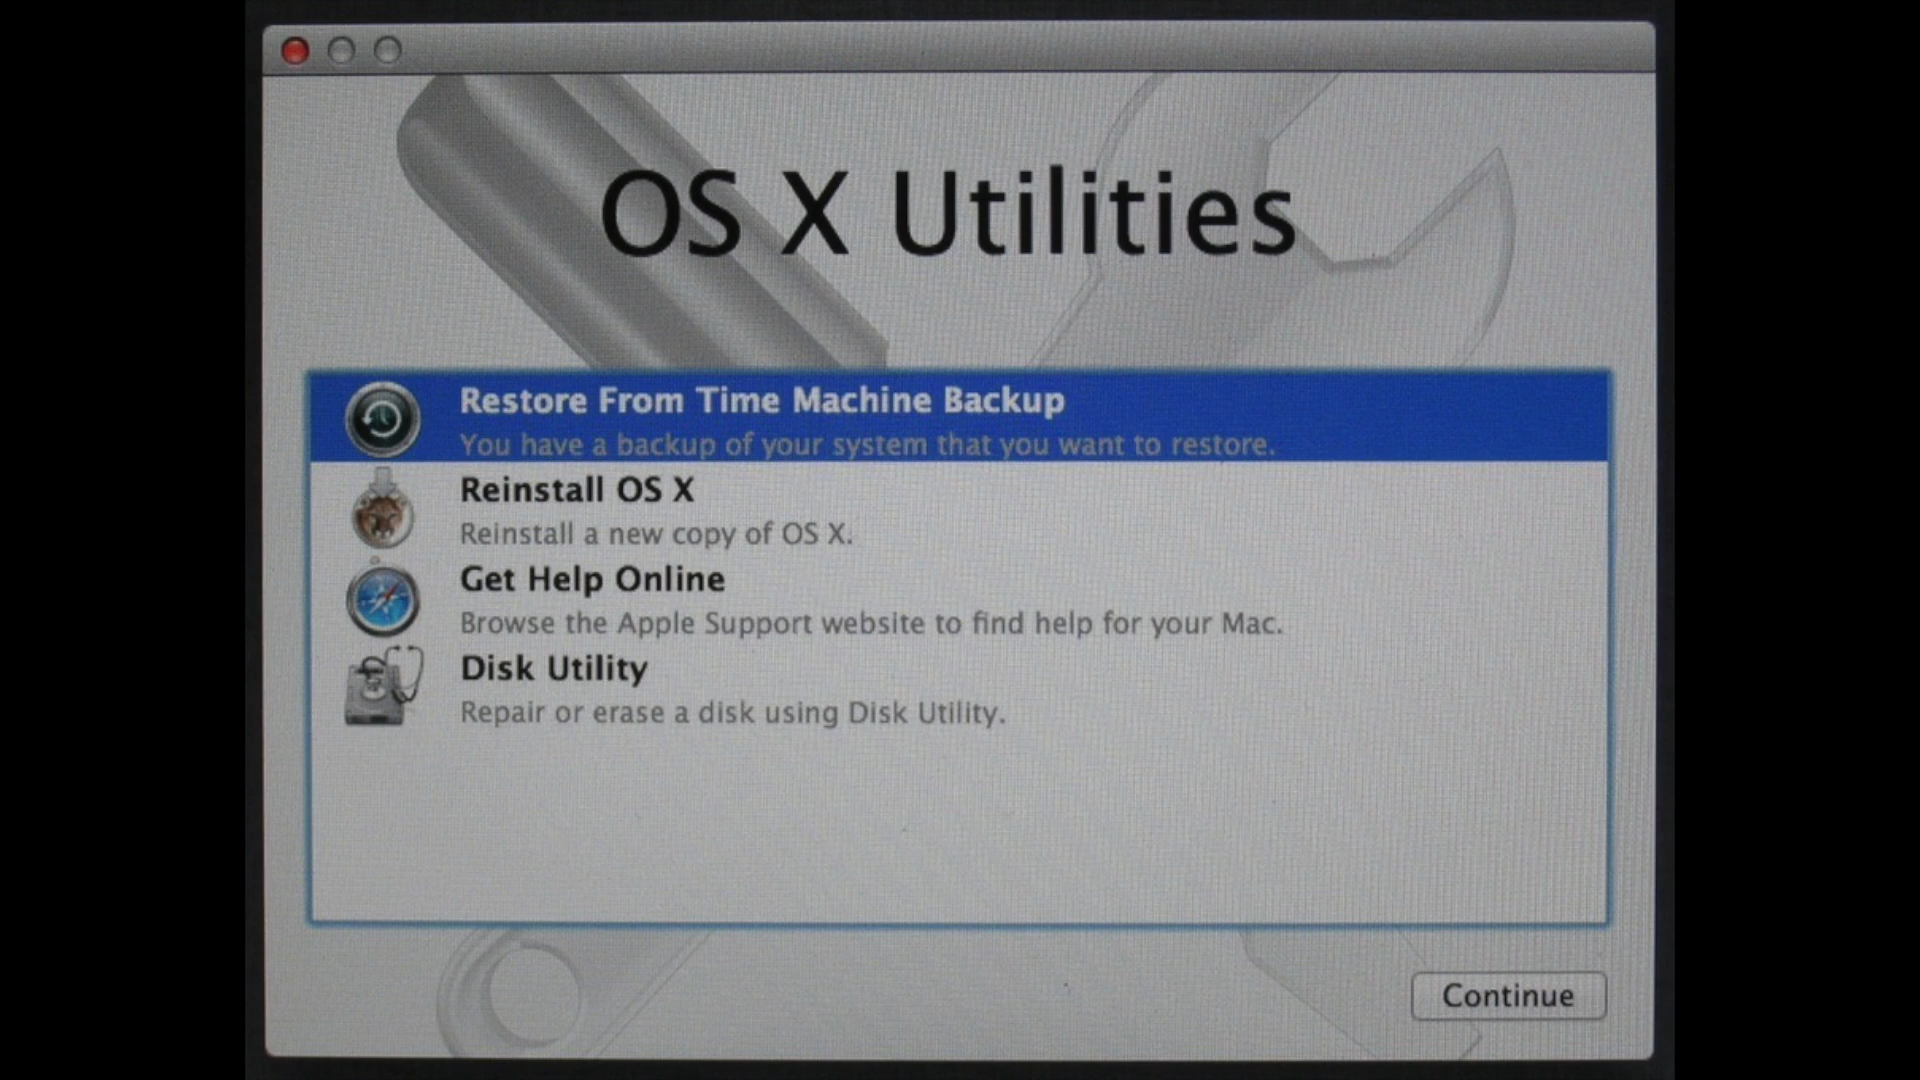 OS X Utilities
Restore From Time Machine Backup
You have a backup of your system that you want to restore.
Reinstall OS X
Reinstall a new copy of OS X.
Get Help Online
Browse the Apple Support website to find help for your Mac.
Disk Utility
Repair or erase a disk using Disk Utility.
Continue